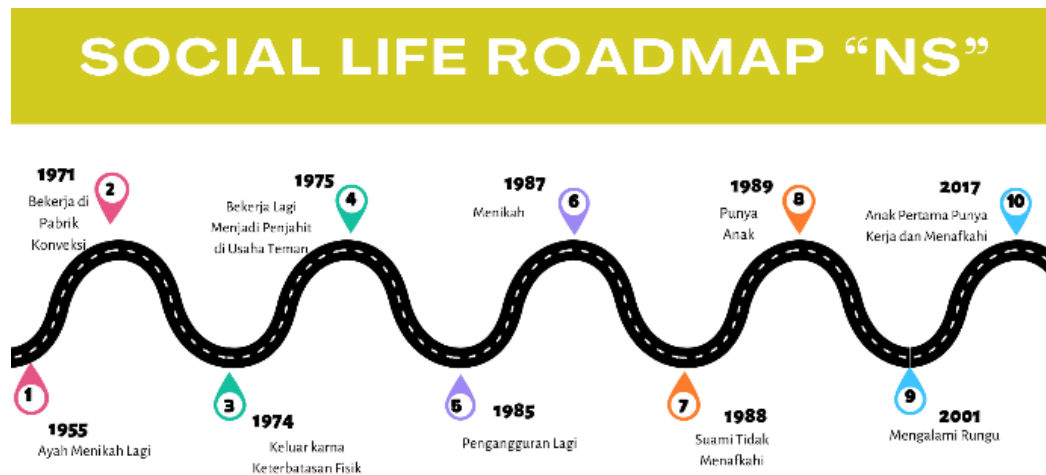 SOCIAL LIFE ROADMAP “NS”
1
1955
Ayah Menikah Lagi
1971
2
Bekerja di
Pabrik
Konveksi
3
1974
Keluar karna
Keterbatasan Fisik
1975
4
Bekerja Lagi
Menjadi Penjahit
di Usaha Teman
5
1985
Pengangguran Lagi
1987
6
Menikah
7
1988
Suami Tidak
Menafkahi
1989
8
Punya
Anak
9
2001
Mengalami Rungu
2017
10
Anak Pertama Punya
Kerja dan Menafkahi